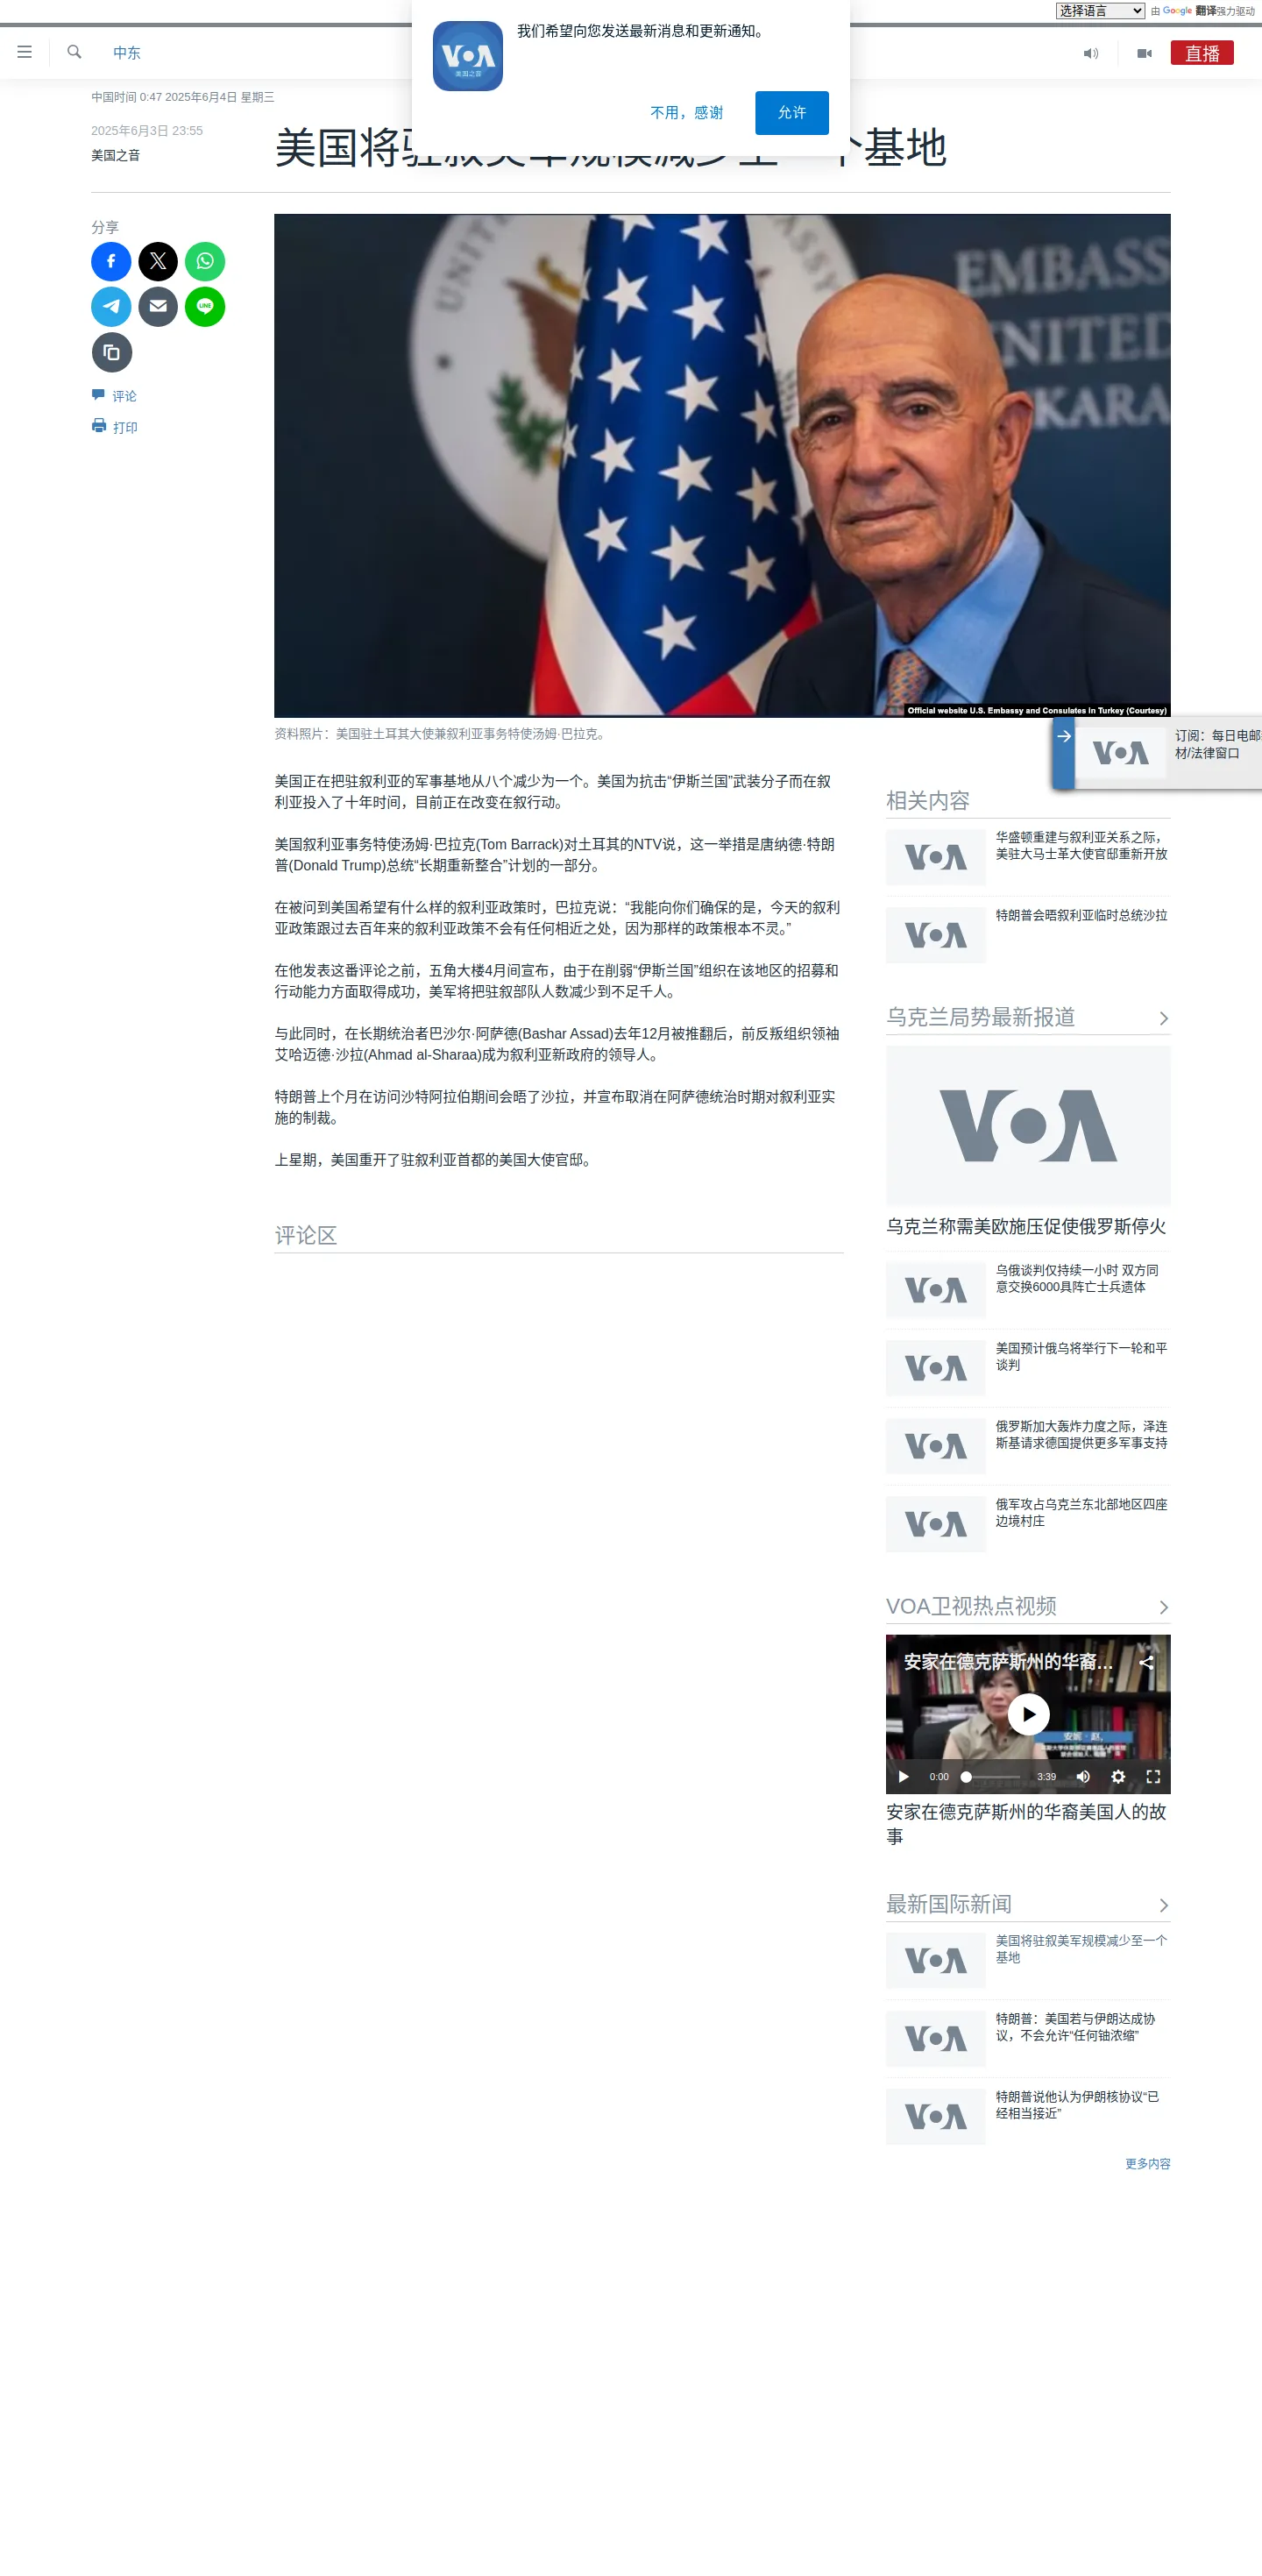 选择语言
由 Google 翻译强力驱动
我们希望向您发送最新消息和更新通知。
VOA
美国之音
不用，感谢
允许
中东
直播
中国时间 0:47 2025年6月4日 星期三
2025年6月3日 23:55
美国之音
美国将驻叙美军规模减少至一个基地
分享
LINE
评论
打印
UNITE
EMBASS
UNITED
KARA
Official website U.S. Embassy and Consulates in Turkey (Courtesy)
资料照片：美国驻土耳其大使兼叙利亚事务特使汤姆·巴拉克。
VOA
订阅：每日电邮
材/法律窗口
美国正在把驻叙利亚的军事基地从八个减少为一个。美国为抗击“伊斯兰国”武装分子而在叙
利亚投入了十年时间，目前正在改变在叙行动。
美国叙利亚事务特使汤姆·巴拉克(Tom Barrack)对土耳其的NTV说，这一举措是唐纳德·特朗
普(Donald Trump)总统“长期重新整合”计划的一部分。
在被问到美国希望有什么样的叙利亚政策时，巴拉克说：“我能向你们确保的是，今天的叙利
亚政策跟过去百年来的叙利亚政策不会有任何相近之处，因为那样的政策根本不灵。”
在他发表这番评论之前，五角大楼4月间宣布，由于在削弱“伊斯兰国”组织在该地区的招募和
行动能力方面取得成功，美军将把驻叙部队人数减少到不足千人。
与此同时，在长期统治者巴沙尔·阿萨德(Bashar Assad)去年12月被推翻后，前反叛组织领袖
艾哈迈德·沙拉(Ahmad al-Sharaa)成为叙利亚新政府的领导人。
特朗普上个月在访问沙特阿拉伯期间会晤了沙拉，并宣布取消在阿萨德统治时期对叙利亚实
施的制裁。
上星期，美国重开了驻叙利亚首都的美国大使官邸。
评论区
相关内容
VOA
华盛顿重建与叙利亚关系之际，
美驻大马士革大使官邸重新开放
VOA
特朗普会晤叙利亚临时总统沙拉
乌克兰局势最新报道
VOA
乌克兰称需美欧施压促使俄罗斯停火
VOA
乌俄谈判仅持续一小时 双方同
意交换6000具阵亡士兵遗体
VOA
美国预计俄乌将举行下一轮和平
谈判
VOA
俄罗斯加大轰炸力度之际，泽连
斯基请求德国提供更多军事支持
VOA
俄军攻占乌克兰东北部地区四座
边境村庄
VOA卫视热点视频
VOA
安家在德克萨斯州的华裔...
安妮·赵,
0:00
3:39
安家在德克萨斯州的华裔美国人的故
事
最新国际新闻
VOA
美国将驻叙美军规模减少至一个
基地
VOA
特朗普：美国若与伊朗达成协
议，不会允许“任何铀浓缩”
VOA
特朗普说他认为伊朗核协议“已
经相当接近”
更多内容